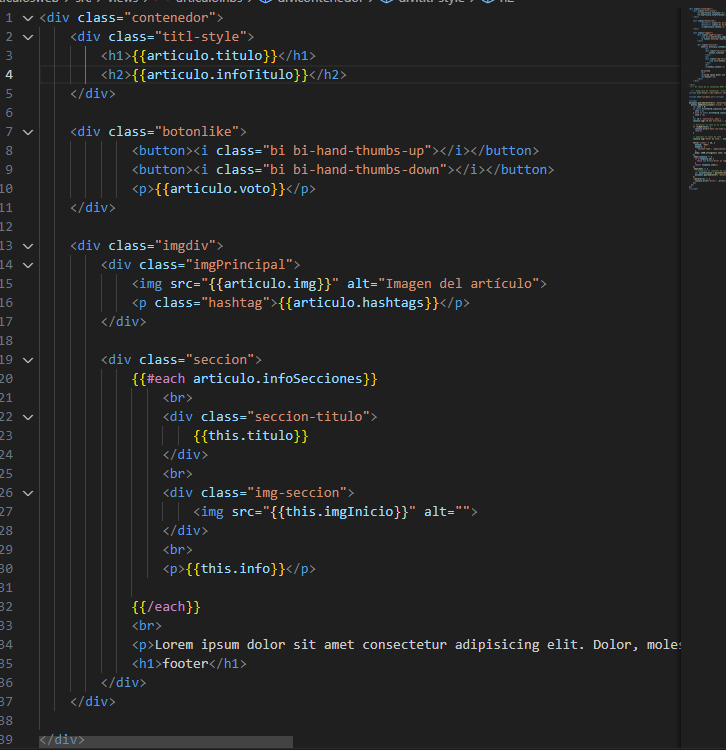 src > views > articulo.hbs > div.contenedor > div.titl-style > h2
1 <div class="contenedor">
2 <div class="titl-style">
3 <h1>{{articulo.titulo}}</h1>
4 <h2>{{articulo.infoTitulo}}</h2>
5 </div>
6
7 <div class="botonlike">
8 <button><i class="bi bi-hand-thumbs-up"></i></button>
9 <button><i class="bi bi-hand-thumbs-down"></i></button>
10 <p>{{articulo.voto}}</p>
11 </div>
12
13 <div class="imgdiv">
14 <div class="imgPrincipal">
15 <img src="{{articulo.img}}" alt="Imagen del artículo">
16 <p class="hashtag">{{articulo.hashtags}}</p>
17 </div>
18
19 <div class="seccion">
20 {{#each articulo.infoSecciones}}
21 <br>
22 <div class="seccion-titulo">
23 {{this.titulo}}
24 </div>
25 <br>
26 <div class="img-seccion">
27 <img src="{{this.imgInicio}}" alt="">
28 </div>
29 <br>
30 <p>{{this.info}}</p>
31
32 {{/each}}
33 <br>
34 <p>Lorem ipsum dolor sit amet consectetur adipisicing elit. Dolor, moles
35 <h1>footer</h1>
36 </div>
37 </div>
38
39 </div>